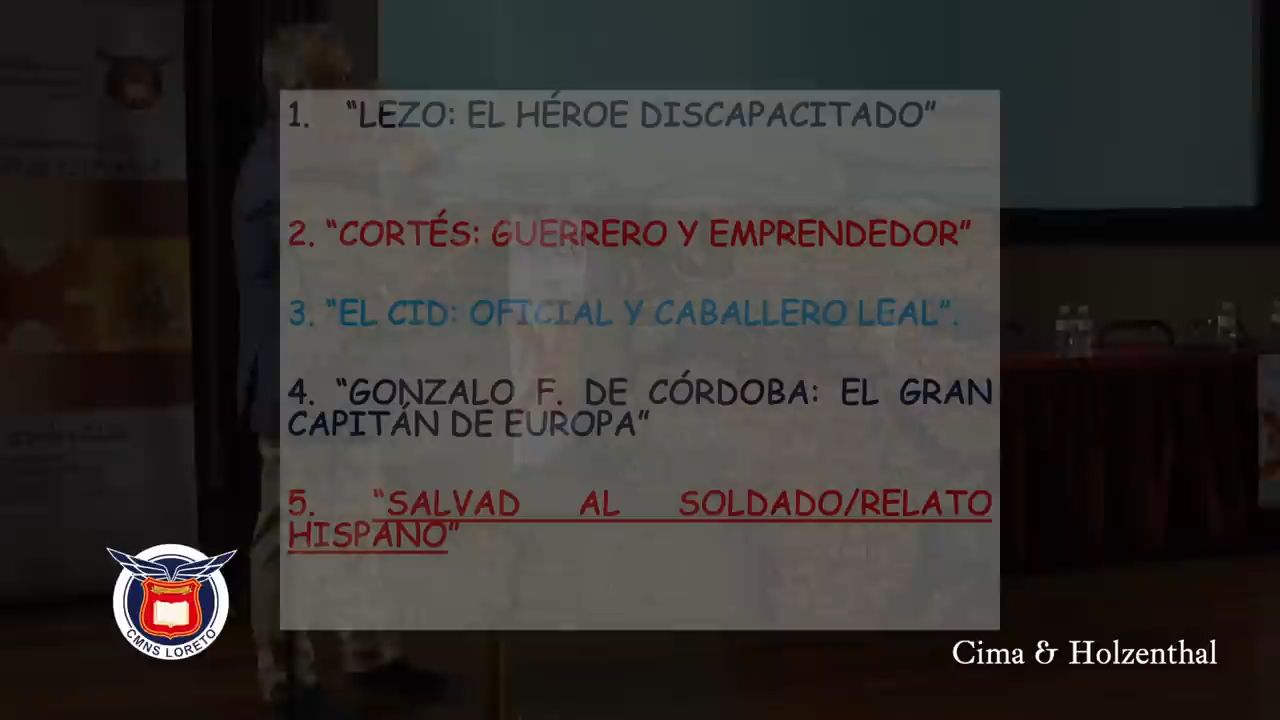 1. “LEZO: EL HÉROE DISCAPACITADO”
2. “CORTÉS: GUERRERO Y EMPRENDEDOR”
3. “EL CID: OFICIAL Y CABALLERO LEAL”.
4. “GONZALO F. DE CÓRDOBA: EL GRAN
CAPITÁN DE EUROPA”
5. “SALVAD AL SOLDADO/RELATO
HISPANO”
CMNS LORETO
Cima & Holzenthal